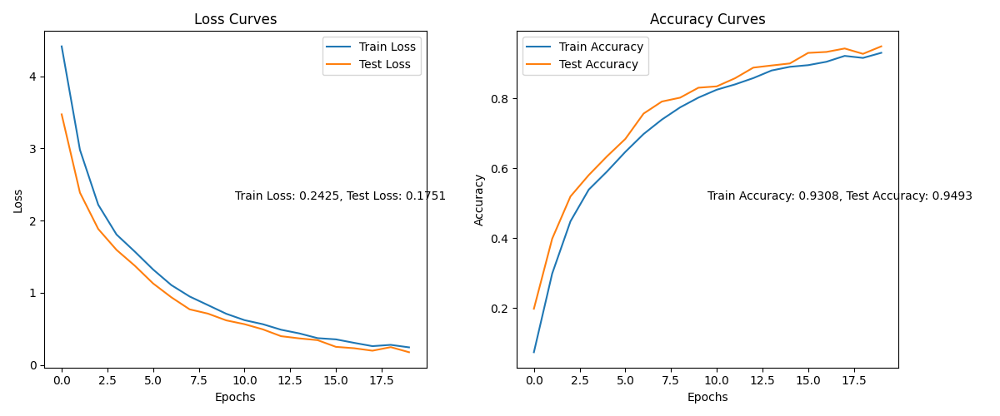 Loss Curves
Train Loss
Test Loss
4
3
2
1
0
Loss
Train Loss: 0.2425, Test Loss: 0.1751
0.0 2.5 5.0 7.5 10.0 12.5 15.0 17.5
Epochs
Accuracy Curves
Train Accuracy
Test Accuracy
0.8
0.6
0.4
0.2
Accuracy
Train Accuracy: 0.9308, Test Accuracy: 0.9493
0.0 2.5 5.0 7.5 10.0 12.5 15.0 17.5
Epochs